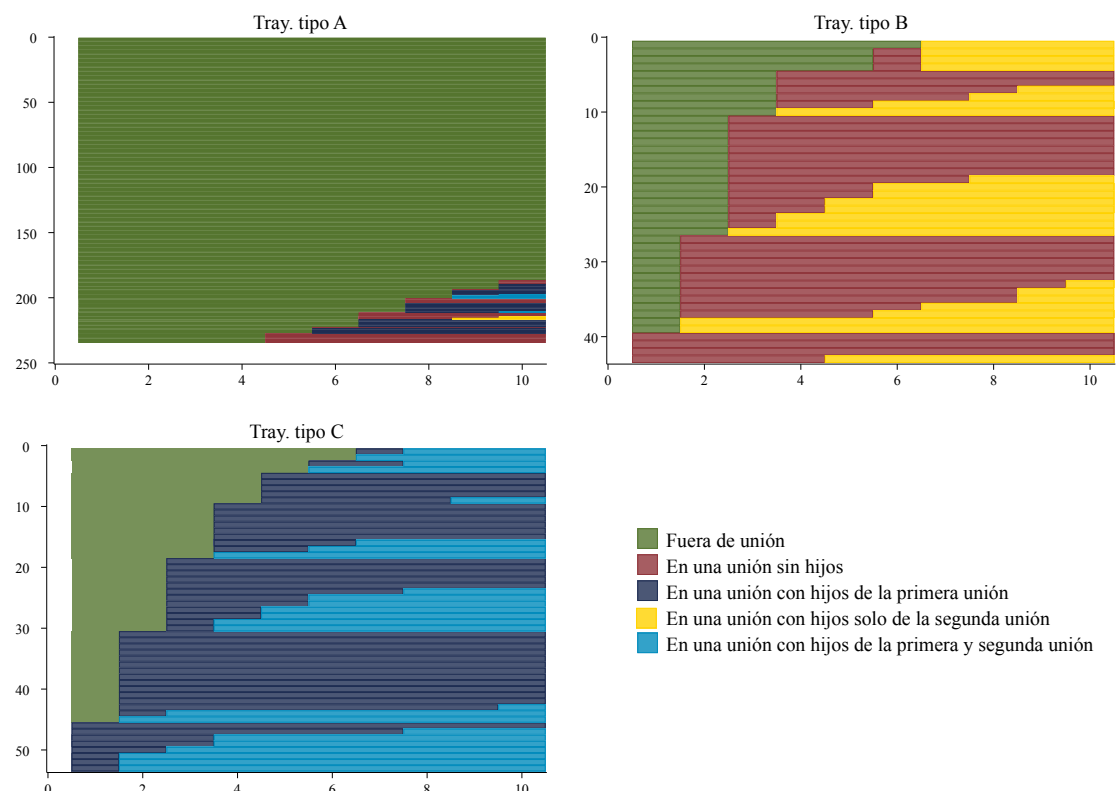 Tray. tipo A
0
50
100
150
200
250
0 2 4 6 8 10
Tray. tipo B
0
10
20
30
40
0 2 4 6 8 10
Tray. tipo C
0
10
20
30
40
50
0 2 4 6 8 10
Fuera de unión
En una unión sin hijos
En una unión con hijos de la primera unión
En una unión con hijos solo de la segunda unión
En una unión con hijos de la primera y segunda unión